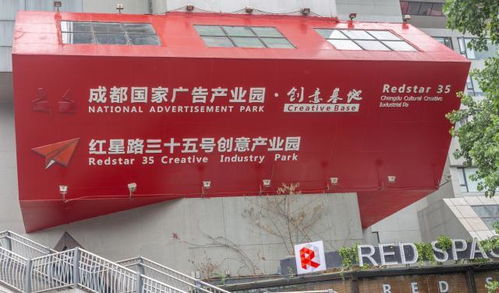 成都国家广告产业园·创意基地
NATIONAL ADVERTISEMENT PARK Creative Base
Redstar 35
Chengdu Cultural Creative
Industrial Pa
红星路三十五号创意产业园
Redstar 35 Creative Industry Park
RED SPA
RED S